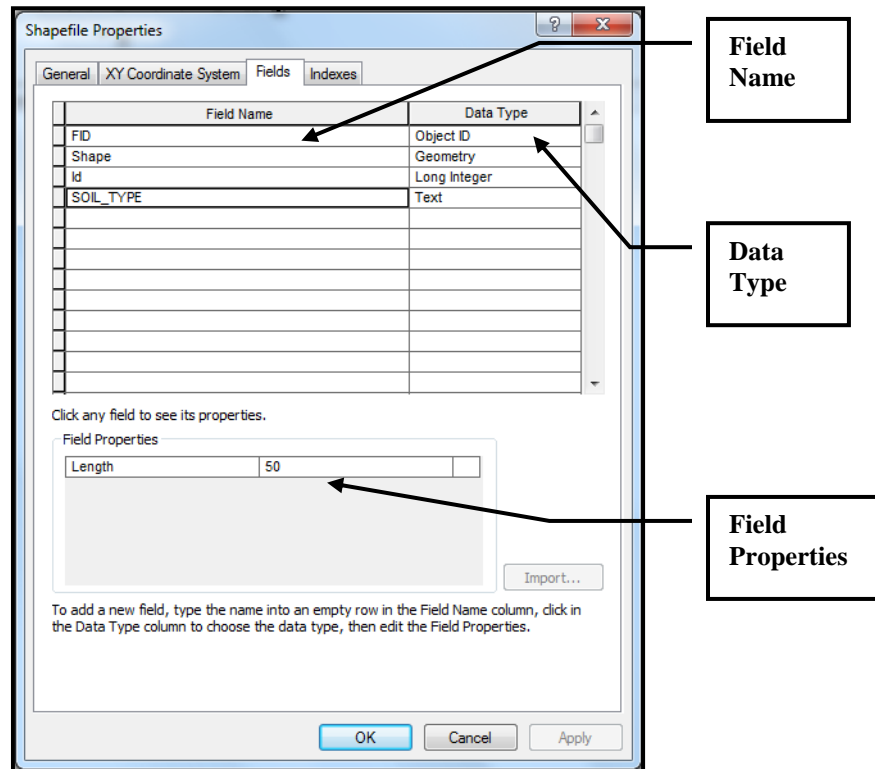 Shapefile Properties
General XY Coordinate System Fields Indexes
Field Name Data Type
FID Object ID
Shape Geometry
Id Long Integer
SOIL_TYPE Text
Click any field to see its properties.
Field Properties
Length 50
Import...
To add a new field, type the name into an empty row in the Field Name column, click in
the Data Type column to choose the data type, then edit the Field Properties.
OK Cancel Apply
Field
Name
Data
Type
Field
Properties